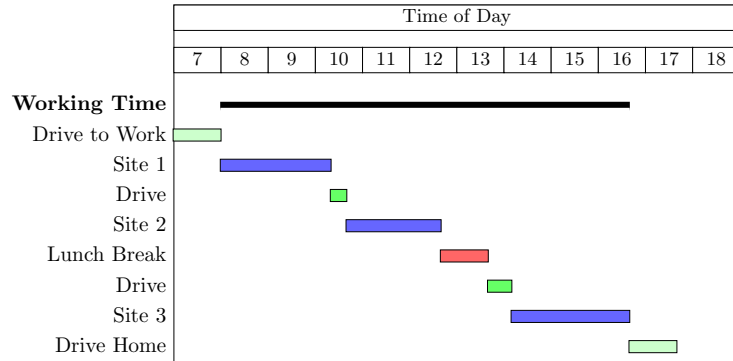 Time of Day
7 8 9 10 11 12 13 14 15 16 17 18
Working Time
Drive to Work
Site 1
Drive
Site 2
Lunch Break
Drive
Site 3
Drive Home